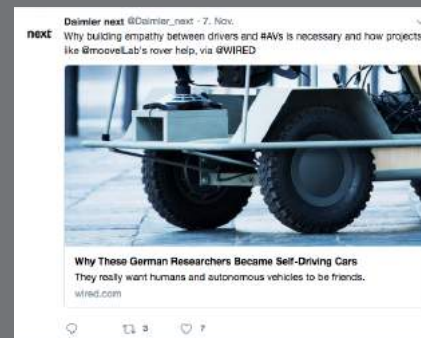 Daimler next @Daimler_next · 7. Nov.
next
Why building empathy between drivers and #AVs is necessary and how projects
like @moovelLab's rover help, via @WIRED
Why These German Researchers Became Self-Driving Cars
They really want humans and autonomous vehicles to be friends.
wired.com
3 7